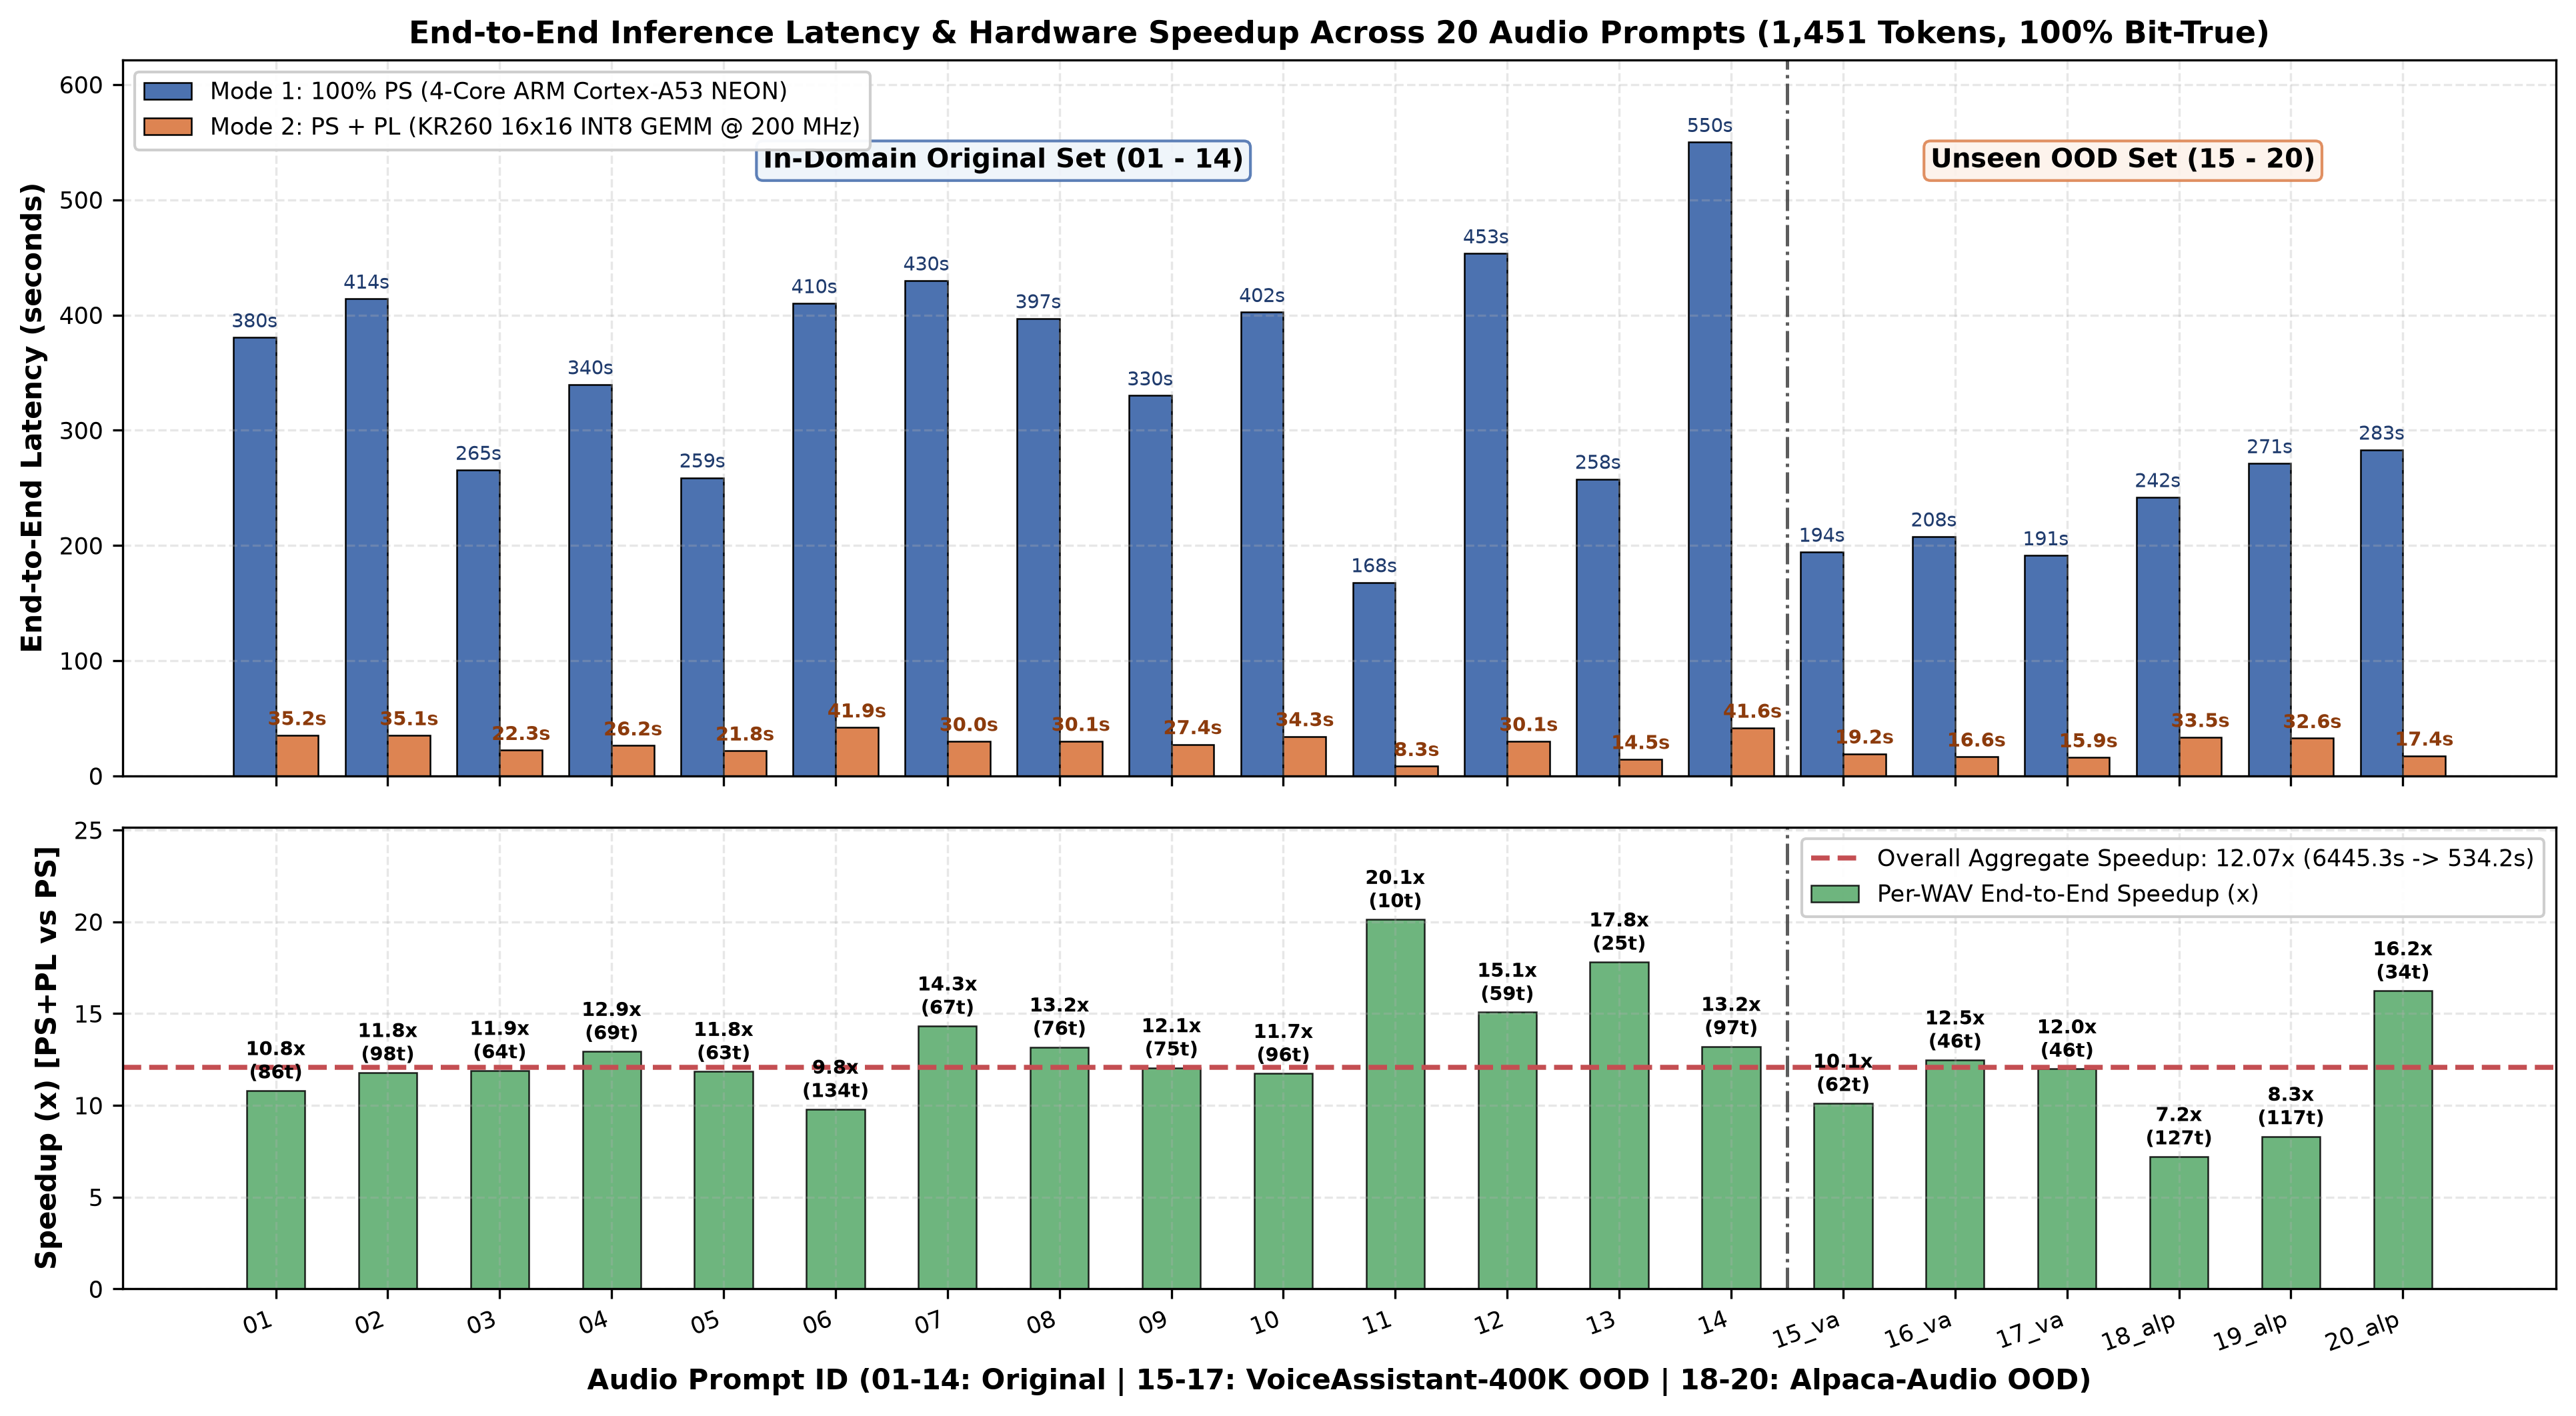 End-to-End Inference Latency & Hardware Speedup Across 20 Audio Prompts (1,451 Tokens, 100% Bit-True)
Mode 1: 100% PS (4-Core ARM Cortex-A53 NEON)
Mode 2: PS + PL (KR260 16x16 INT8 GEMM @ 200 MHz)
In-Domain Original Set (01 - 14)
Unseen OOD Set (15 - 20)
End-to-End Latency (seconds)
600
500
400
300
200
100
0
380s
414s
265s
340s
259s
410s
430s
397s
330s
402s
168s
453s
258s
550s
194s
208s
191s
242s
271s
283s
35.2s
35.1s
22.3s
26.2s
21.8s
41.9s
30.0s
30.1s
27.4s
34.3s
8.3s
30.1s
14.5s
41.6s
19.2s
16.6s
15.9s
33.5s
32.6s
17.4s
Overall Aggregate Speedup: 12.07x (6445.3s -> 534.2s)
Per-WAV End-to-End Speedup (x)
Speedup (x) [PS+PL vs PS]
25
20
15
10
5
0
10.8x
(86t)
11.8x
(98t)
11.9x
(64t)
12.9x
(69t)
11.8x
(63t)
9.8x
(134t)
14.3x
(67t)
13.2x
(76t)
12.1x
(75t)
11.7x
(96t)
20.1x
(10t)
15.1x
(59t)
17.8x
(25t)
13.2x
(97t)
10.1x
(62t)
12.5x
(46t)
12.0x
(46t)
7.2x
(127t)
8.3x
(117t)
16.2x
(34t)
01
02
03
04
05
06
07
08
09
10
11
12
13
14
15_va
16_va
17_va
18_alp
19_alp
20_alp
Audio Prompt ID (01-14: Original | 15-17: VoiceAssistant-400K OOD | 18-20: Alpaca-Audio OOD)